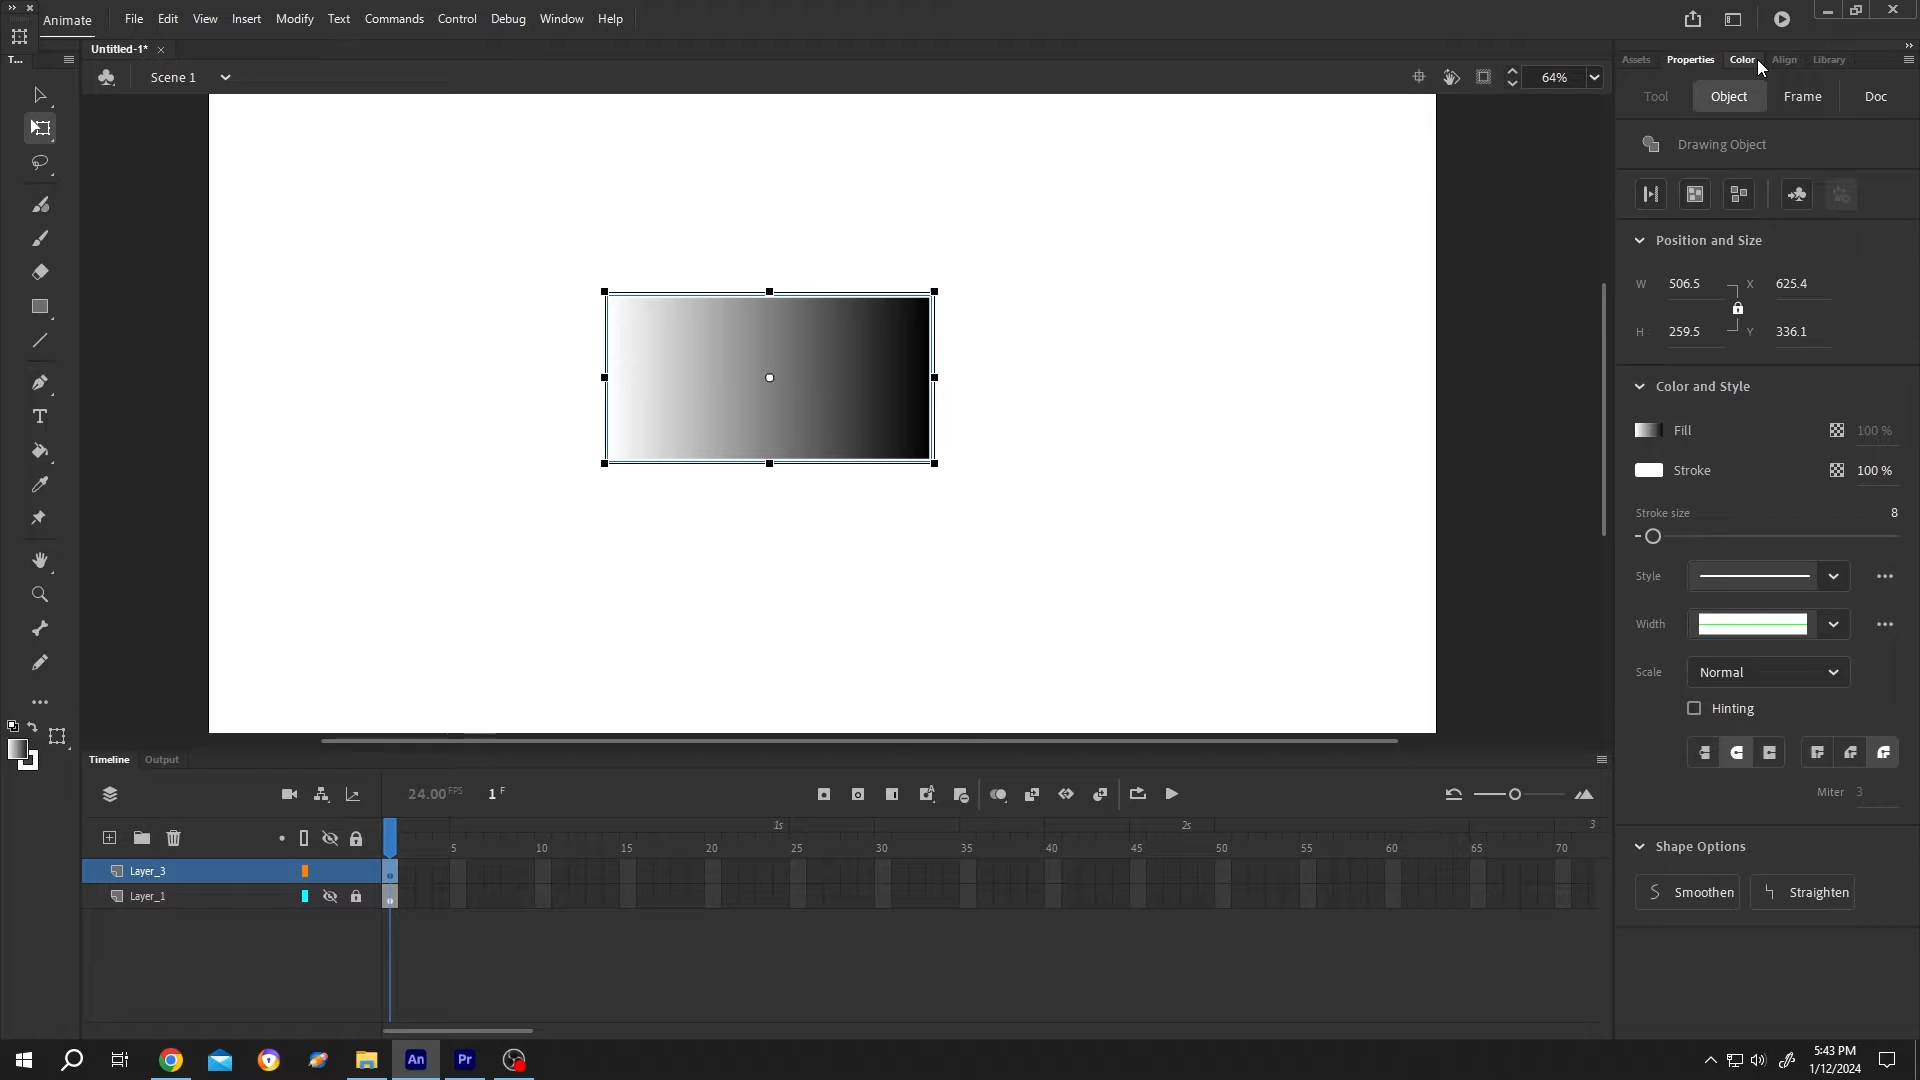 Animate File Edit View Insert Modify Text Commands Control Debug Window Help
Untitled-1*
T...
Scene 1
64%
Assets Properties Color Align Library
Tool Object Frame Doc
Drawing Object
Position and Size
W 506.5 X 625.4
H 259.5 Y 336.1
Color and Style
Fill 100 %
Stroke 100 %
Stroke size 8
Style
Width
Scale Normal
Hinting
Miter 3
Shape Options
Smoothen Straighten
Timeline Output
24.00 FPS 1 F
1s 2s 3
5 10 15 20 25 30 35 40 45 50 55 60 65 70
Layer_3
Layer_1
An Pr
5:43 PM
1/12/2024